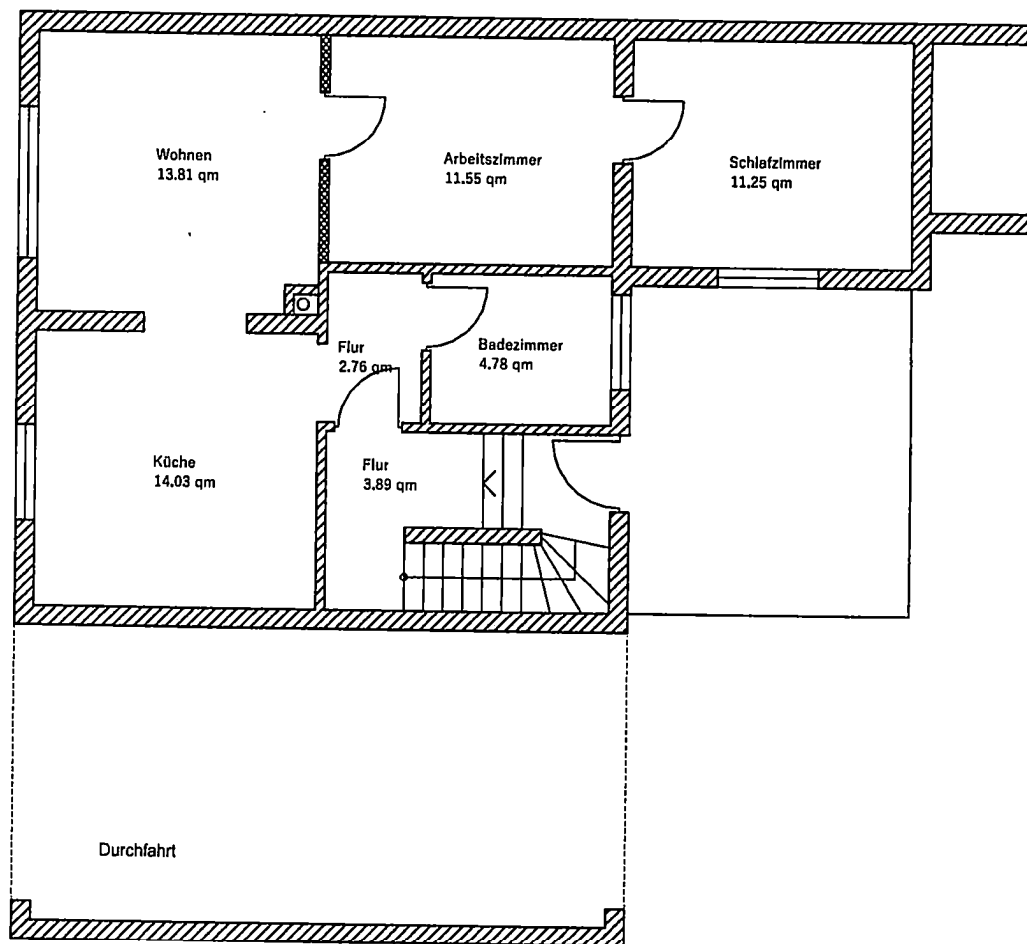 Wohnen
13.81 qm
Arbeitszimmer
11.55 qm
Schlafzimmer
11.25 qm
Flur
2.76 qm
Badezimmer
4.78 qm
Küche
14.03 qm
Flur
3.89 qm
Durchfahrt